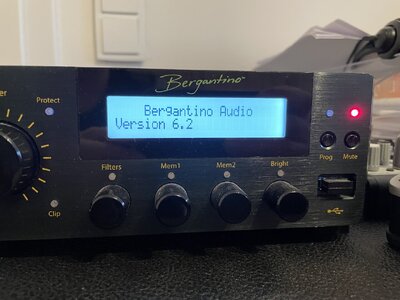 Bergantino
Protect
Bergantino Audio
Version 6.2
Filters
Mem1
Mem2
Bright
Prog
Mute
Clip